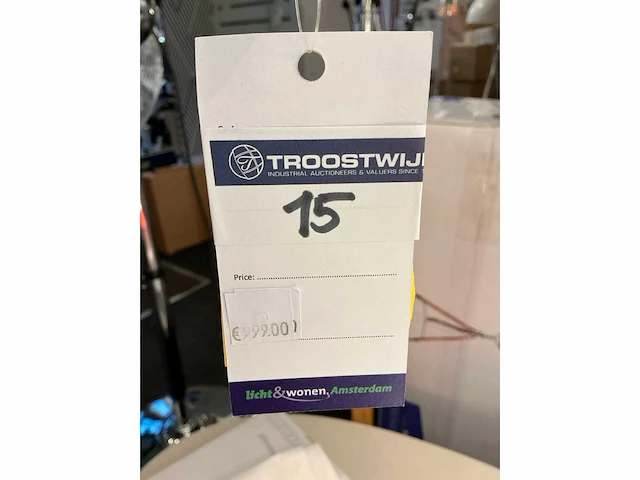 TROOSTWIJ
INDUSTRIAL AUCTIONEERS & VALUERS SINCE
15
Price:
€999.00
licht&wonen, Amsterdam